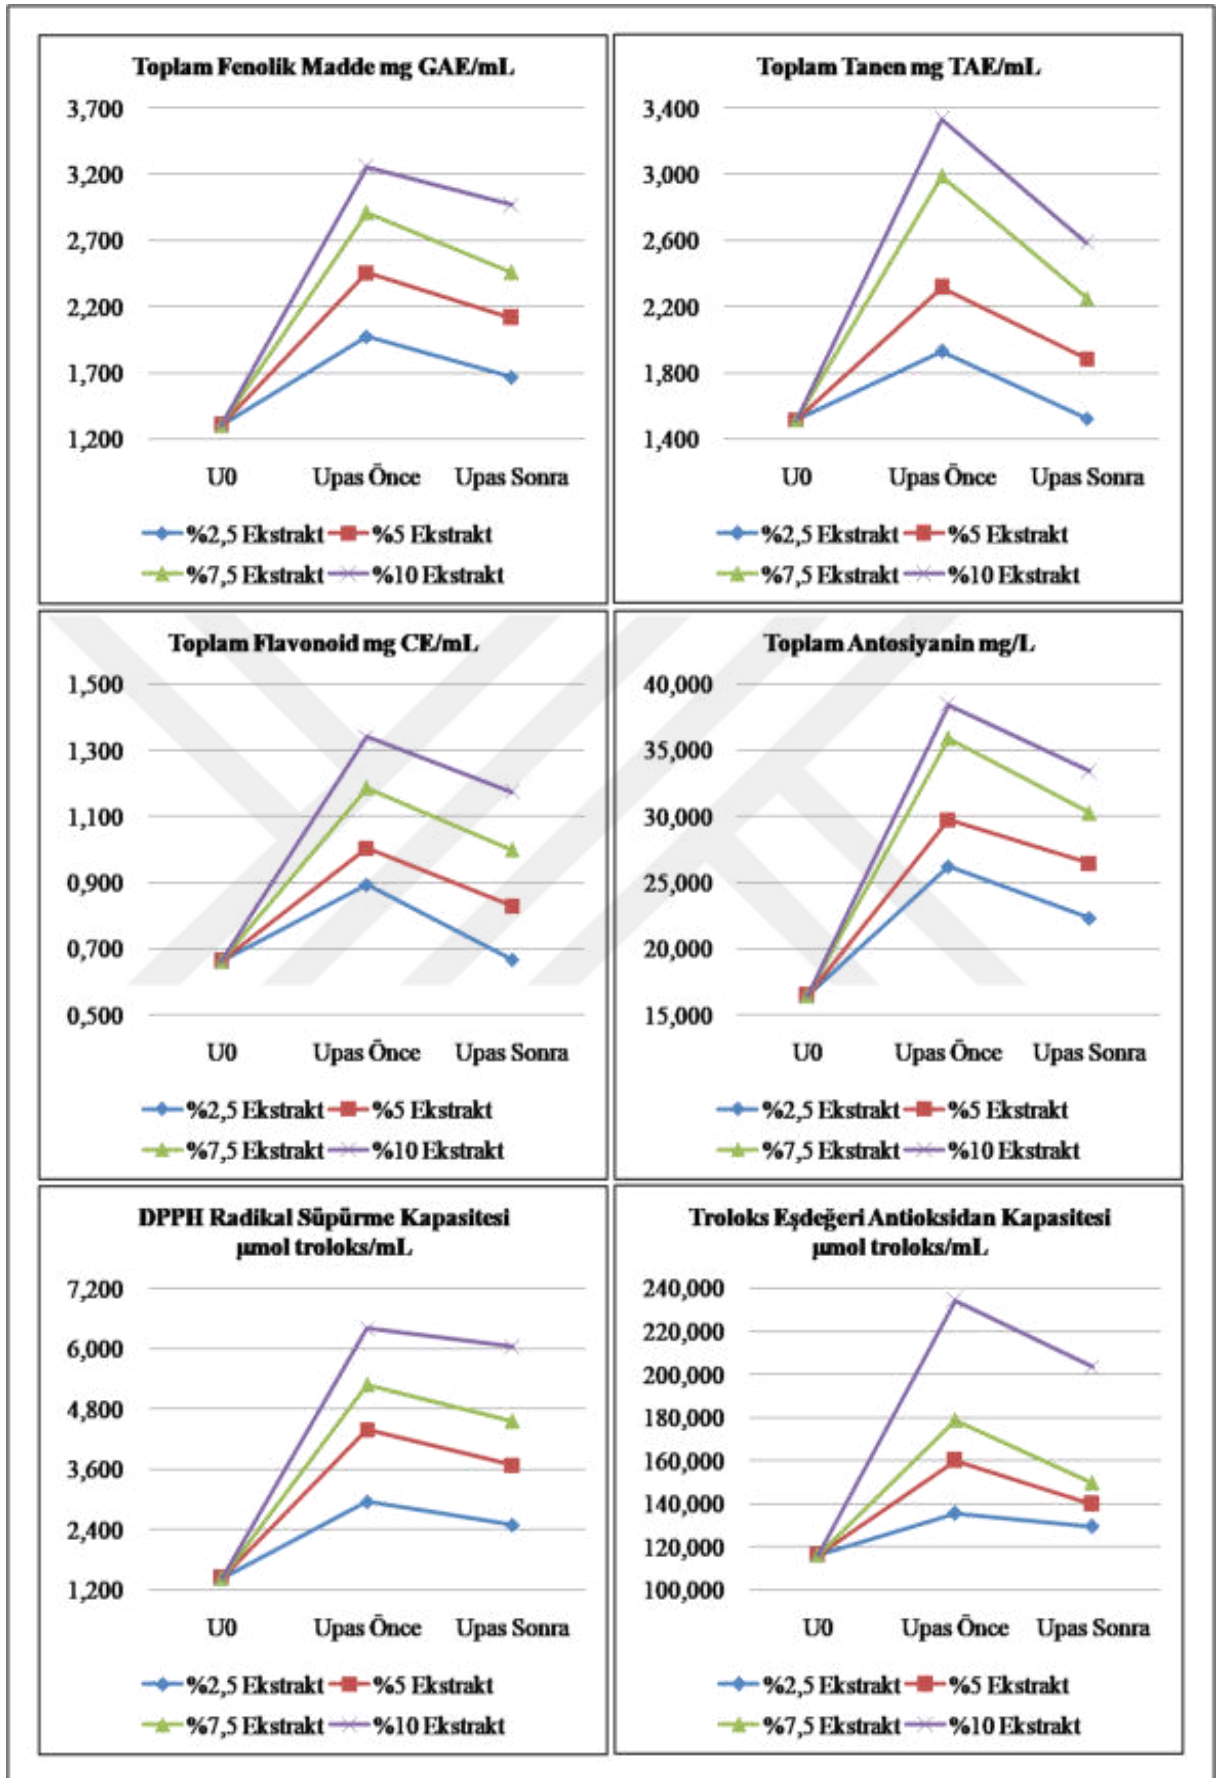 Toplam Fenolik Madde mg GAE/mL
3,700
3,200
2,700
2,200
1,700
1,200
U0 Upas Önce Upas Sonra
%2,5 Ekstrakt %5 Ekstrakt
%7,5 Ekstrakt %10 Ekstrakt
Toplam Tanen mg TAE/mL
3,400
3,000
2,600
2,200
1,800
1,400
U0 Upas Önce Upas Sonra
%2,5 Ekstrakt %5 Ekstrakt
%7,5 Ekstrakt %10 Ekstrakt
Toplam Flavonoid mg CE/mL
1,500
1,300
1,100
0,900
0,700
0,500
U0 Upas Önce Upas Sonra
%2,5 Ekstrakt %5 Ekstrakt
%7,5 Ekstrakt %10 Ekstrakt
Toplam Antosiyanin mg/L
40,000
35,000
30,000
25,000
20,000
15,000
U0 Upas Önce Upas Sonra
%2,5 Ekstrakt %5 Ekstrakt
%7,5 Ekstrakt %10 Ekstrakt
DPPH Radikal Süpürme Kapasitesi
µmol troloks/mL
7,200
6,000
4,800
3,600
2,400
1,200
U0 Upas Önce Upas Sonra
%2,5 Ekstrakt %5 Ekstrakt
%7,5 Ekstrakt %10 Ekstrakt
Troloks Eşdeğeri Antioksidan Kapasitesi
µmol troloks/mL
240,000
220,000
200,000
180,000
160,000
140,000
120,000
100,000
U0 Upas Önce Upas Sonra
%2,5 Ekstrakt %5 Ekstrakt
%7,5 Ekstrakt %10 Ekstrakt